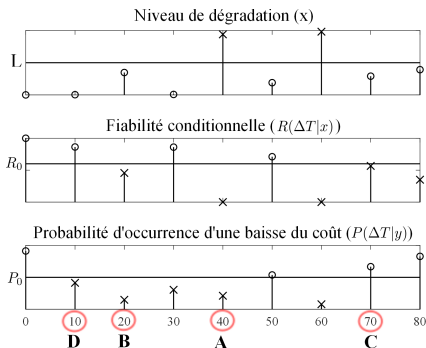 Niveau de dégradation (x)
L
Fiabilité conditionnelle (R(ΔT|x))
R₀
Probabilité d'occurrence d'une baisse du coût (P(ΔT|y))
P₀
0 10 20 30 40 50 60 70 80
D B A C